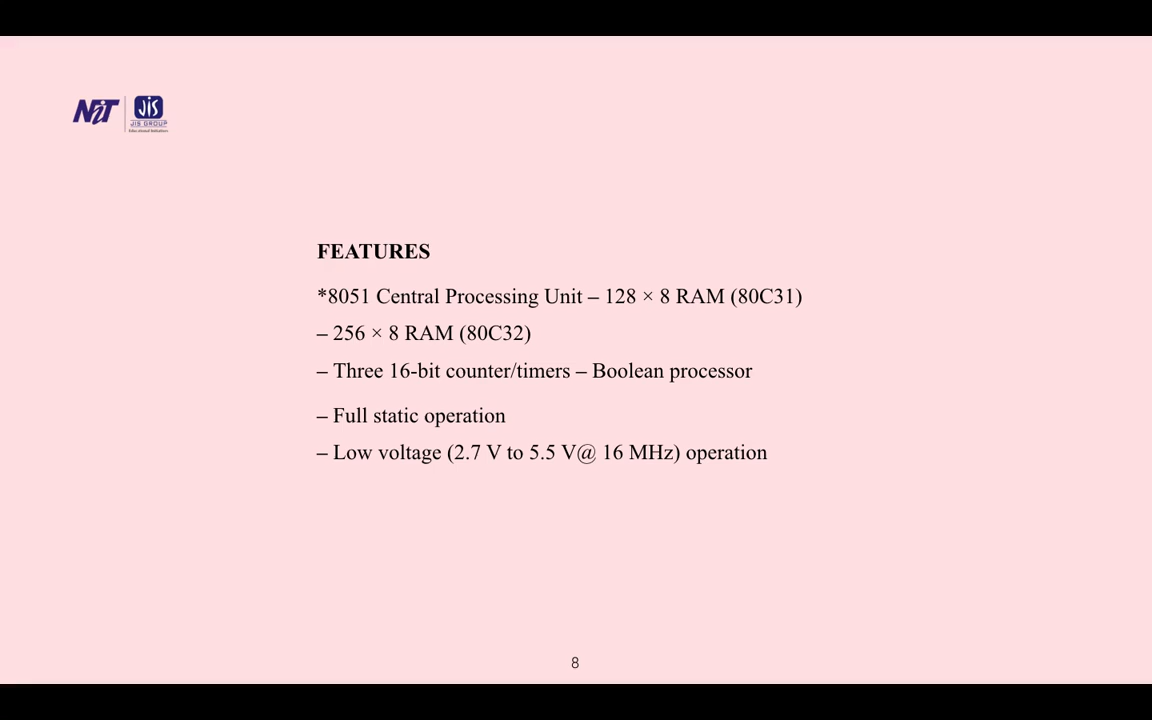 NiT
JIS
JIS GROUP
Educational Initiatives
FEATURES
*8051 Central Processing Unit – 128 × 8 RAM (80C31)
– 256 × 8 RAM (80C32)
– Three 16-bit counter/timers – Boolean processor
– Full static operation
– Low voltage (2.7 V to 5.5 V@ 16 MHz) operation
8